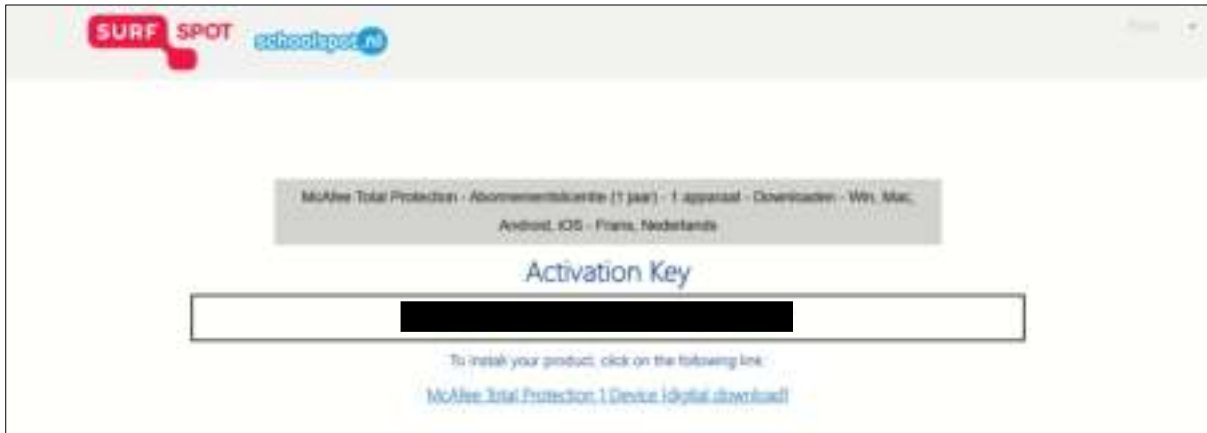 SURF SPOT schoolspot.nl
McAfee Total Protection - Abonnementslicentie (1 jaar) - 1 apparaat - Downloaden - Win, Mac,
Android, iOS - Frans, Nederlands
Activation Key
To install your product, click on the following link
McAfee Total Protection 1 Device (digital download)